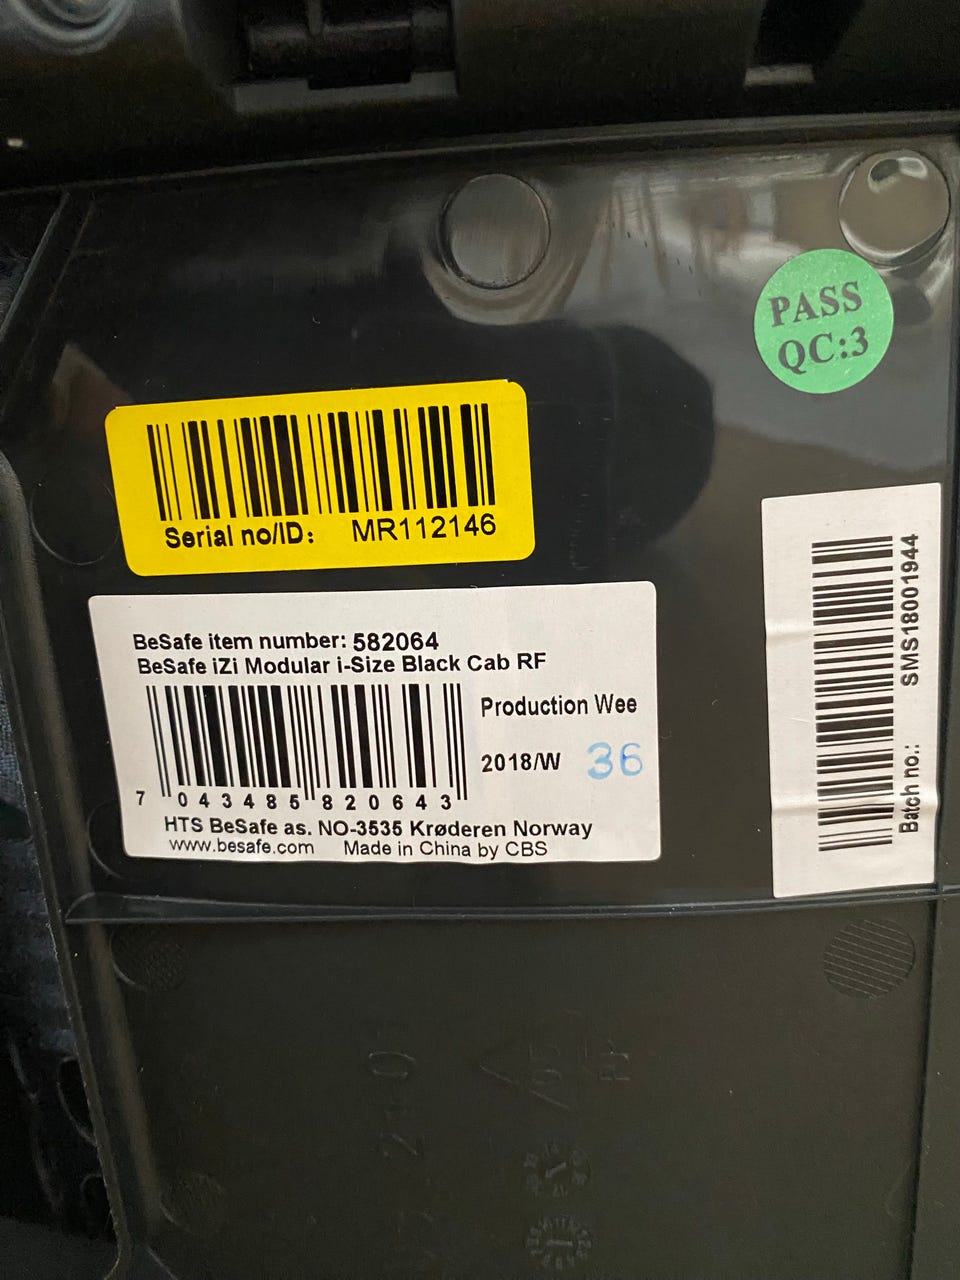 PASS
QC:3
Serial no/ID: MR112146
BeSafe item number: 582064
BeSafe iZi Modular i-Size Black Cab RF
Production Wee
2018/W 36
7 043485 820643
HTS BeSafe as. NO-3535 Krøderen Norway
www.besafe.com Made in China by CBS
Batch no.: SMS18001944